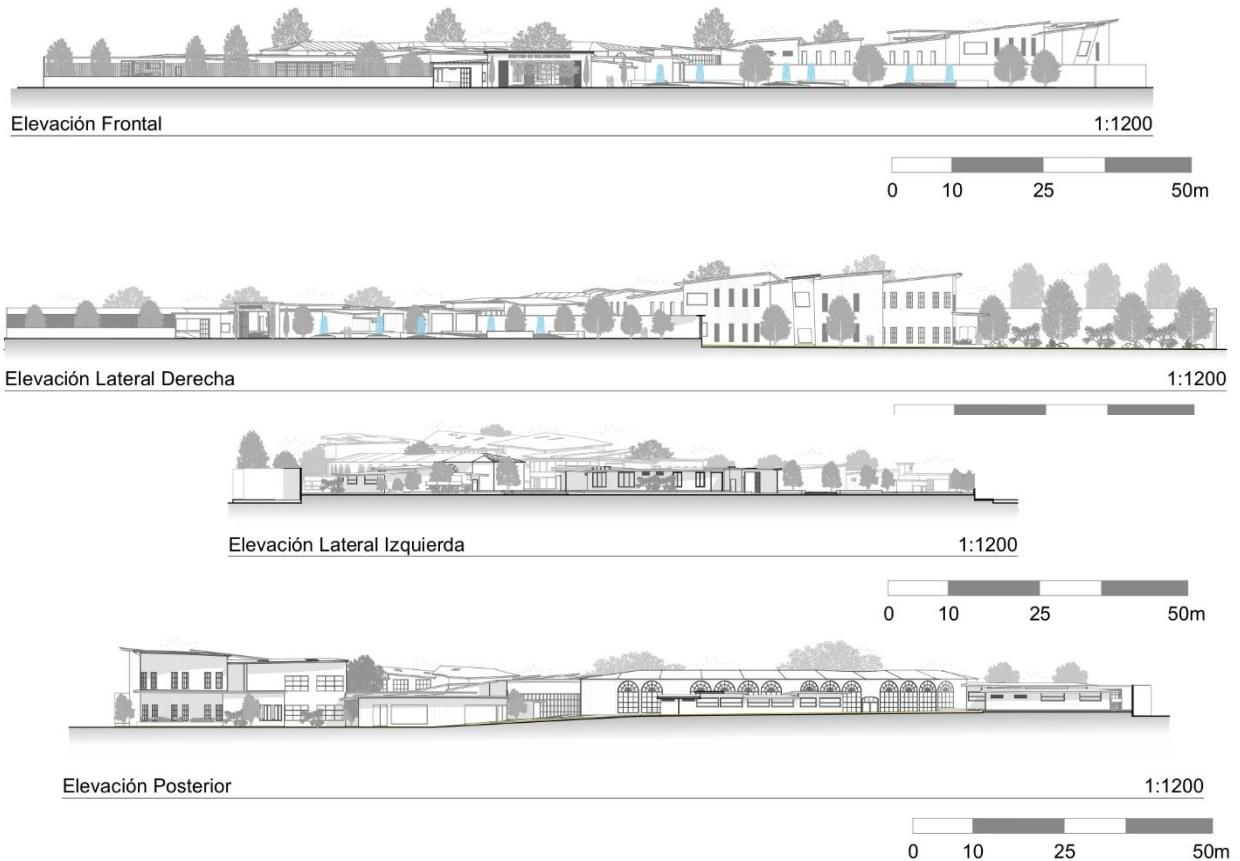 Elevación Frontal 1:1200
0 10 25 50m
Elevación Lateral Derecha 1:1200
Elevación Lateral Izquierda 1:1200
0 10 25 50m
Elevación Posterior 1:1200
0 10 25 50m